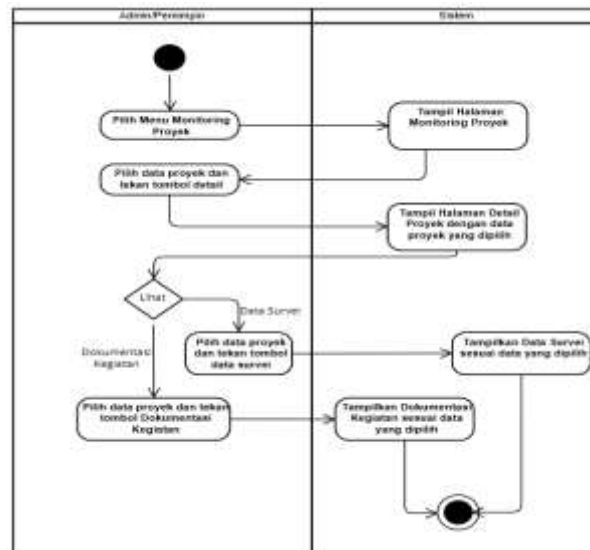 Admin/Pemimpin
Sistem
Pilih Menu Monitoring
Proyek
Tampil Halaman
Monitoring Proyek
Pilih data proyek dan
tekan tombol detail
Tampil Halaman Detail
Proyek dengan data
proyek yang dipilih
Lihat
Data Survei
Dokumentasi
Kegiatan
Pilih data proyek
dan tekan tombol
data survei
Tampilkan Data Survei
sesuai data yang dipilih
Pilih data proyek dan tekan
tombol Dokumentasi
Kegiatan
Tampilkan Dokumentasi
Kegiatan sesuai data
yang dipilih